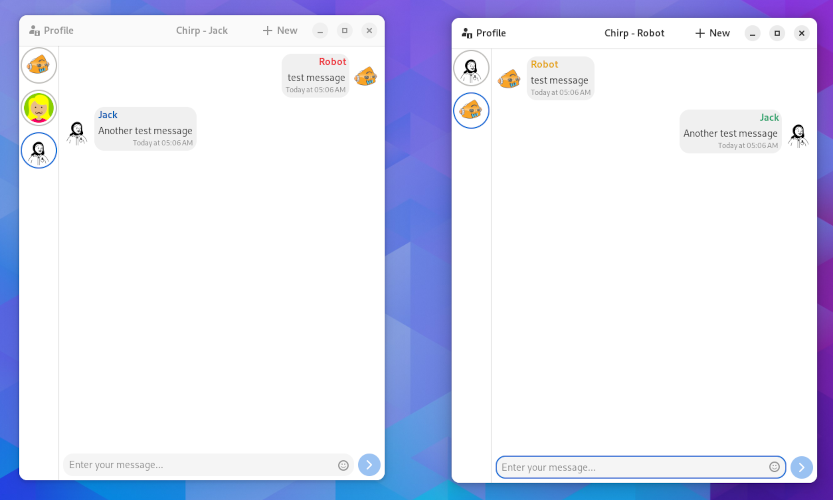 Profile
Chirp - Jack
New
Robot
test message
Today at 05:06 AM
Jack
Another test message
Today at 05:06 AM
Enter your message...
Profile
Chirp - Robot
New
Robot
test message
Today at 05:06 AM
Jack
Another test message
Today at 05:06 AM
Enter your message...